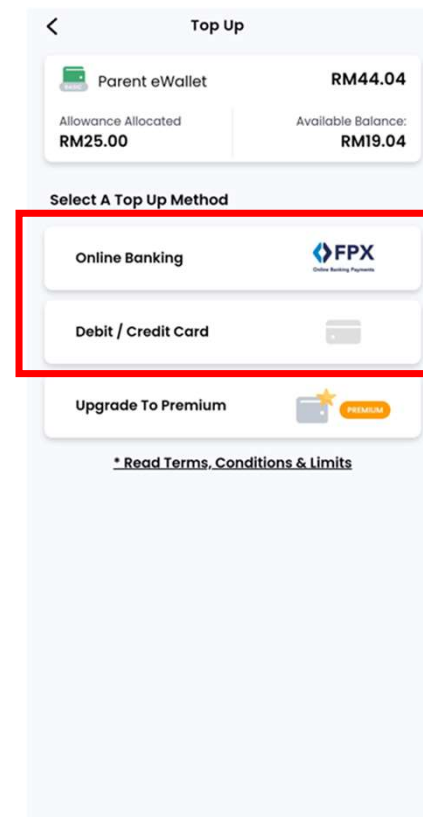 Top Up
BASIC
Parent eWallet RM44.04
Allowance Allocated Available Balance:
RM25.00 RM19.04
Select A Top Up Method
Online Banking FPX
Online Banking Payments
Debit / Credit Card
Upgrade To Premium PREMIUM
* Read Terms, Conditions & Limits